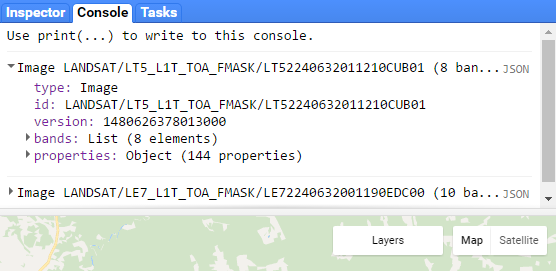 Inspector Console Tasks
Use print(...) to write to this console.
Image LANDSAT/LT5_L1T_TOA_FMASK/LT52240632011210CUB01 (8 ban... JSON
type: Image
id: LANDSAT/LT5_L1T_TOA_FMASK/LT52240632011210CUB01
version: 1480626378013000
bands: List (8 elements)
properties: Object (144 properties)
Image LANDSAT/LE7_L1T_TOA_FMASK/LE72240632001190EDC00 (10 ba... JSON
Layers Map Satellite